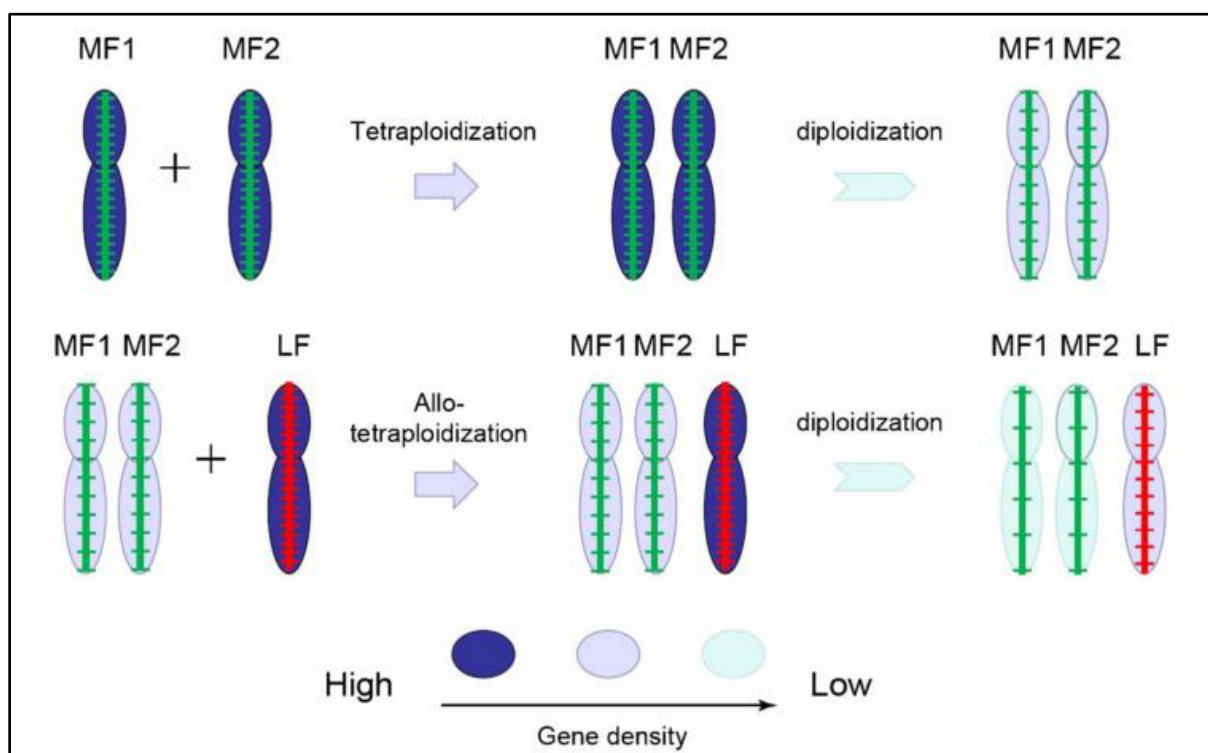 MF1 MF2 MF1 MF2 MF1 MF2
+ Tetraploidization diploidization
MF1 MF2 LF MF1 MF2 LF MF1 MF2 LF
+ Allo-
tetraploidization diploidization
High Low
Gene density